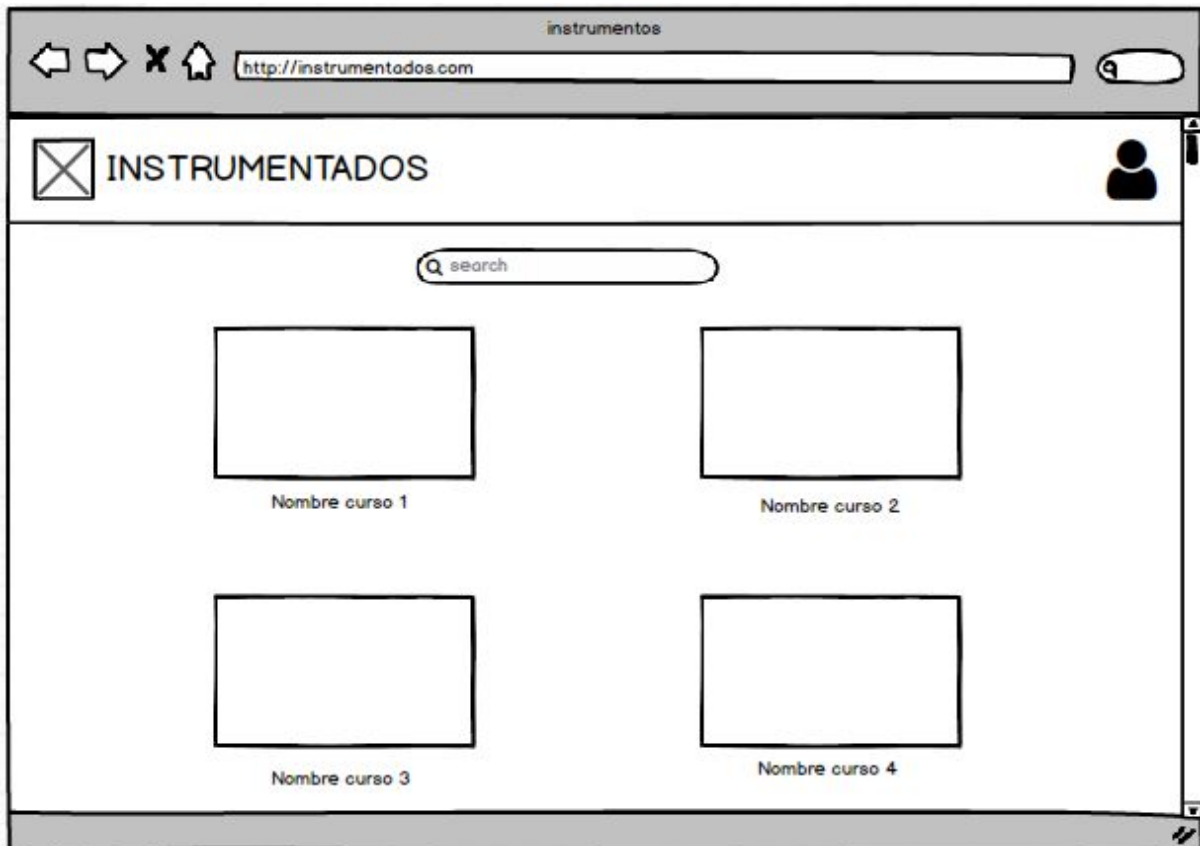 instrumentos
http://instrumentados.com
INSTRUMENTADOS
search
Nombre curso 1
Nombre curso 2
Nombre curso 3
Nombre curso 4